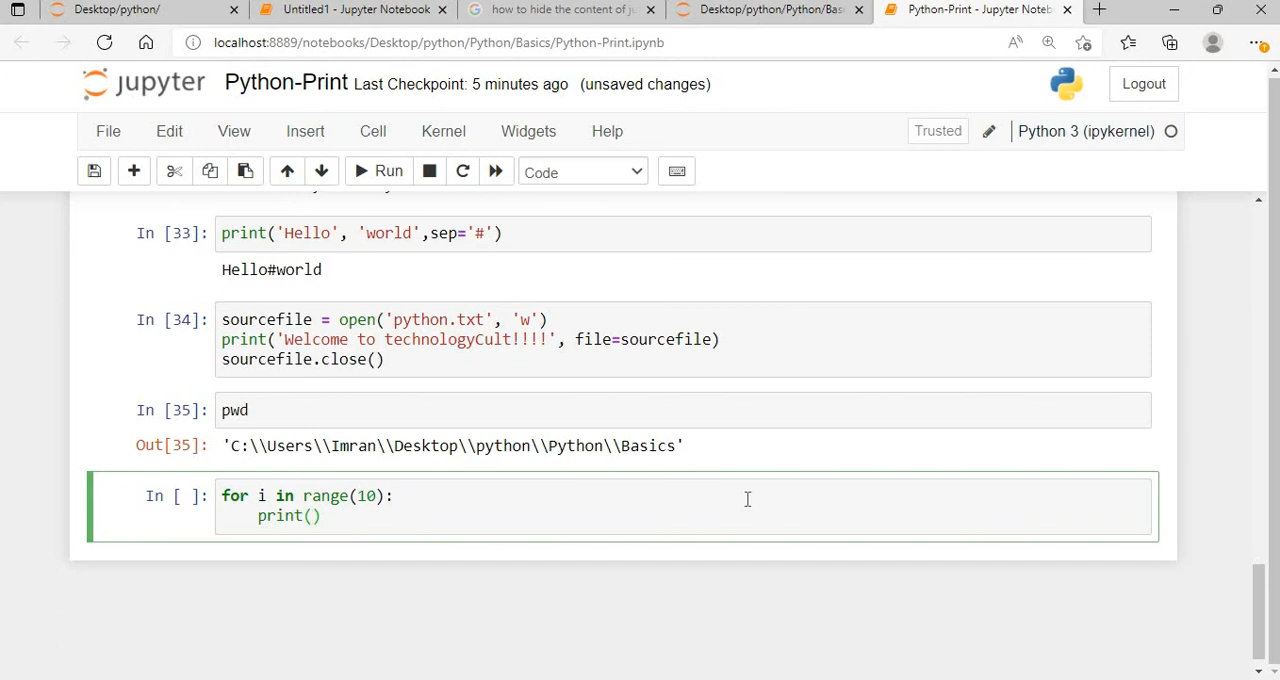 Desktop/python/
Untitled1 - Jupyter Notebook
how to hide the content of ju
Desktop/python/Python/Bas
Python-Print - Jupyter Noteb
localhost:8889/notebooks/Desktop/python/Python/Basics/Python-Print.ipynb
jupyter Python-Print Last Checkpoint: 5 minutes ago (unsaved changes)
Logout
File Edit View Insert Cell Kernel Widgets Help
Trusted
Python 3 (ipykernel)
Run
Code
In [33]: print('Hello', 'world',sep='#')
Hello#world
In [34]: sourcefile = open('python.txt', 'w')
print('Welcome to technologyCult!!!!', file=sourcefile)
sourcefile.close()
In [35]: pwd
Out[35]: 'C:\\Users\\Imran\\Desktop\\python\\Python\\Basics'
In [ ]: for i in range(10):
print()